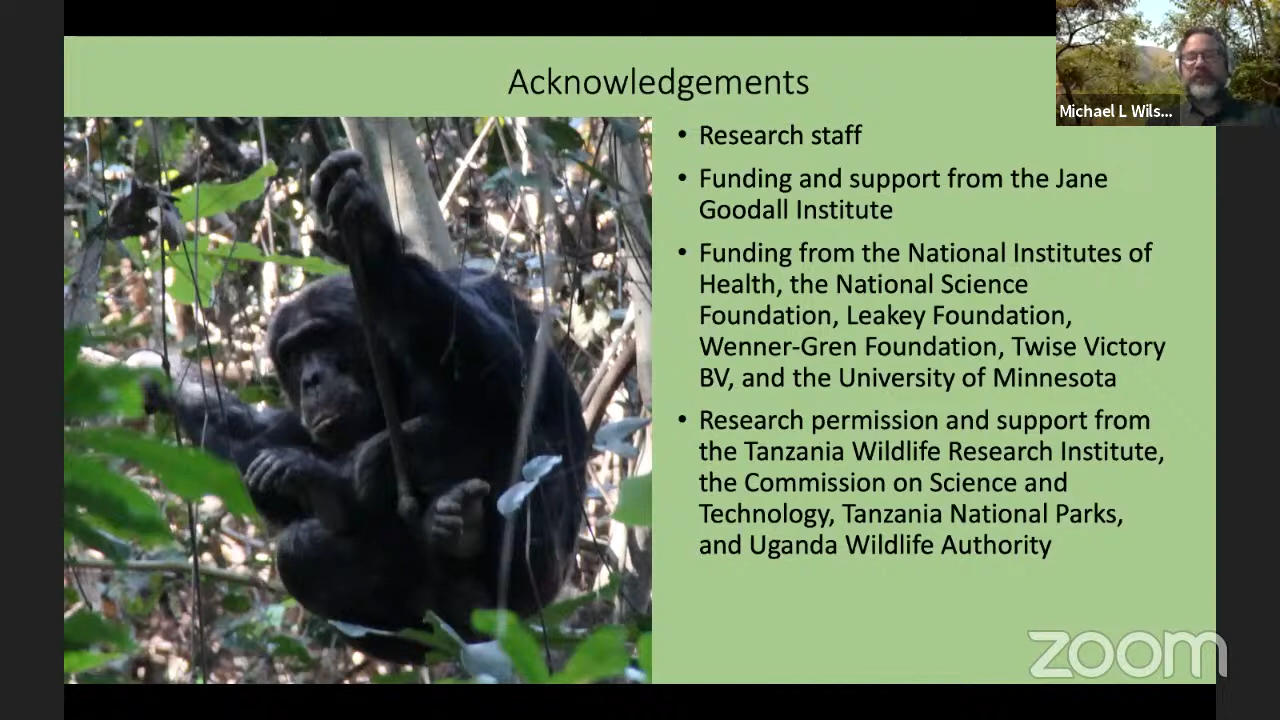 Acknowledgements
Michael L Wils...
• Research staff
• Funding and support from the Jane
Goodall Institute
• Funding from the National Institutes of
Health, the National Science
Foundation, Leakey Foundation,
Wenner-Gren Foundation, Twise Victory
BV, and the University of Minnesota
• Research permission and support from
the Tanzania Wildlife Research Institute,
the Commission on Science and
Technology, Tanzania National Parks,
and Uganda Wildlife Authority
zoom